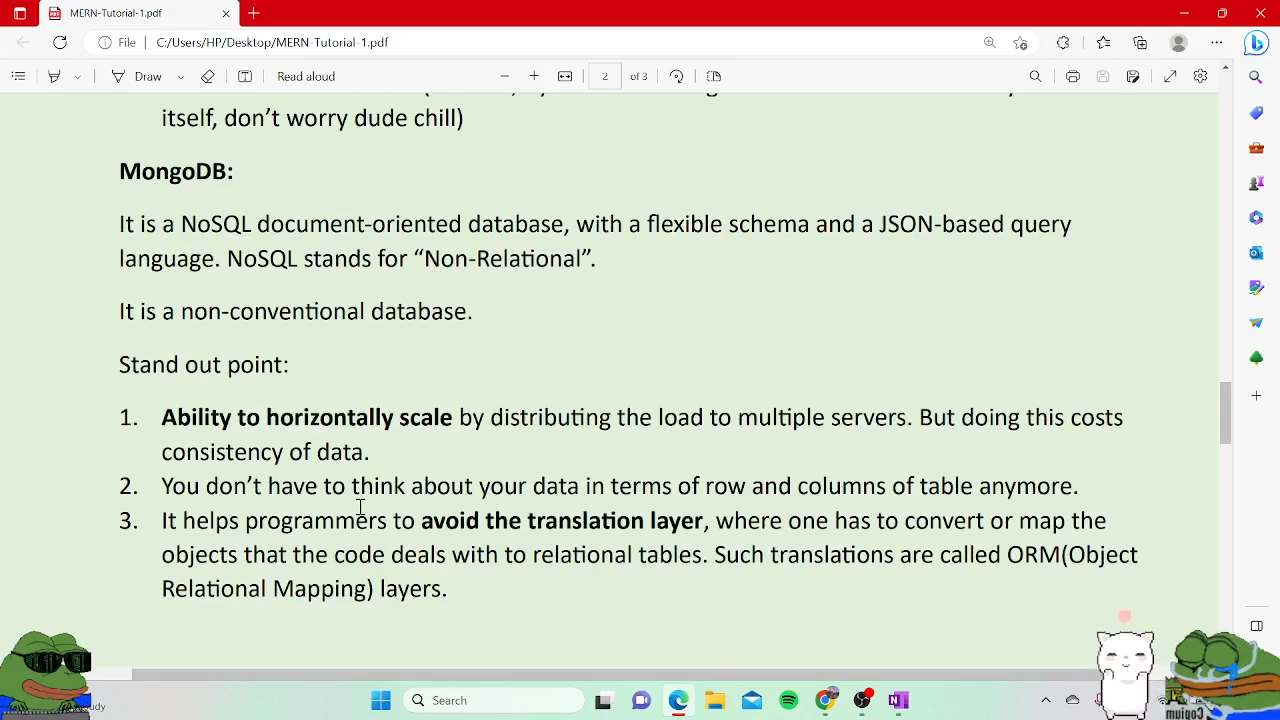 MERN-Tutorial-1.pdf
File C:/Users/HP/Desktop/MERN-Tutorial-1.pdf
Draw Read aloud 2 of 3
itself, don’t worry dude chill)
MongoDB:
It is a NoSQL document-oriented database, with a flexible schema and a JSON-based query
language. NoSQL stands for “Non-Relational”.
It is a non-conventional database.
Stand out point:
1. Ability to horizontally scale by distributing the load to multiple servers. But doing this costs
consistency of data.
2. You don’t have to think about your data in terms of row and columns of table anymore.
3. It helps programmers to avoid the translation layer, where one has to convert or map the
objects that the code deals with to relational tables. Such translations are called ORM(Object
Relational Mapping) layers.
Search